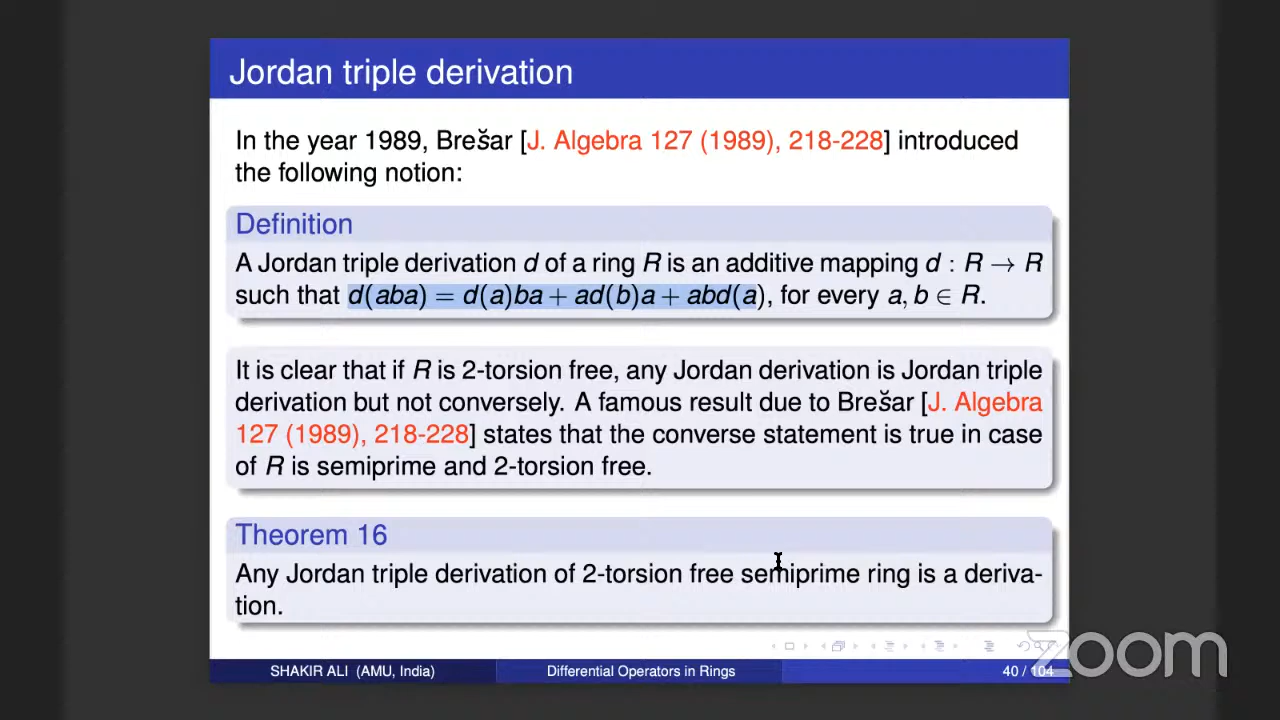 Jordan triple derivation
In the year 1989, Bres̆ar [J. Algebra 127 (1989), 218-228] introduced
the following notion:
Definition
A Jordan triple derivation d of a ring R is an additive mapping d : R → R
such that d(aba) = d(a)ba + ad(b)a + abd(a), for every a, b ∈ R.
It is clear that if R is 2-torsion free, any Jordan derivation is Jordan triple
derivation but not conversely. A famous result due to Bres̆ar [J. Algebra
127 (1989), 218-228] states that the converse statement is true in case
of R is semiprime and 2-torsion free.
Theorem 16
Any Jordan triple derivation of 2-torsion free semiprime ring is a deriva-
tion.
SHAKIR ALI (AMU, India) Differential Operators in Rings 40 / 104
zoom